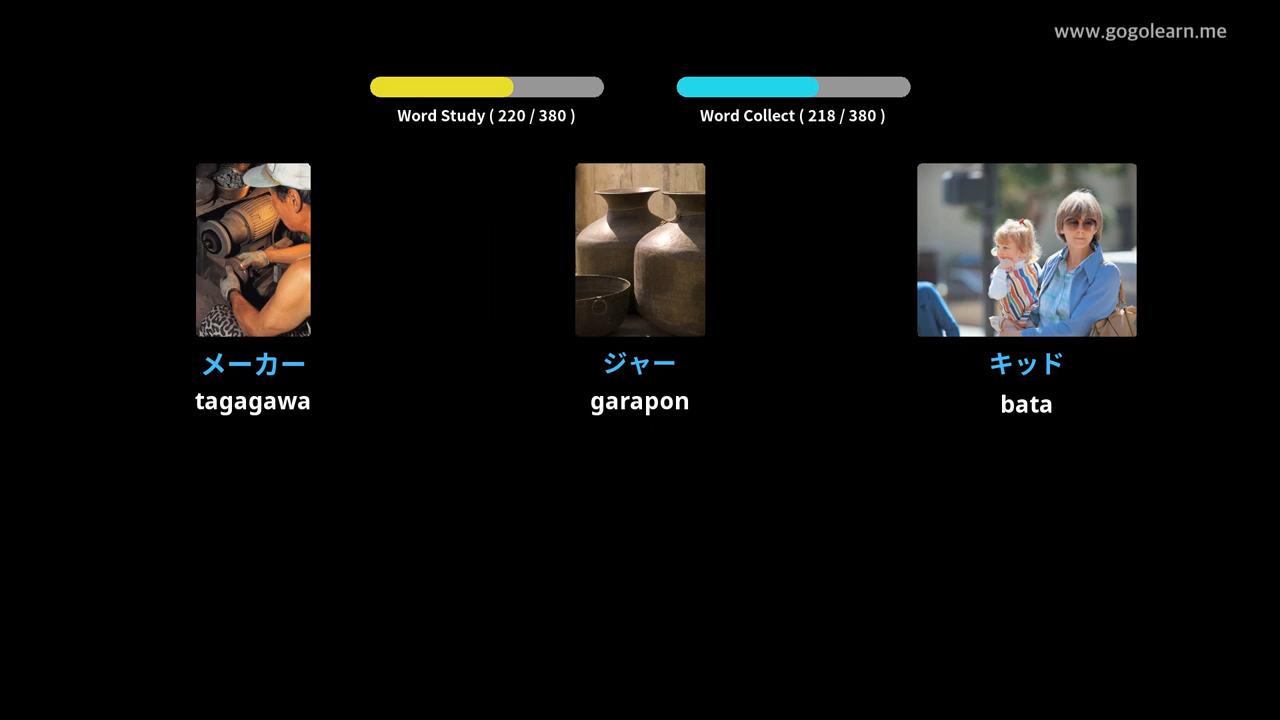 www.gogolearn.me
Word Study ( 220 / 380 )
Word Collect ( 218 / 380 )
メーカー
ジャー
キッド
tagagawa
garapon
bata